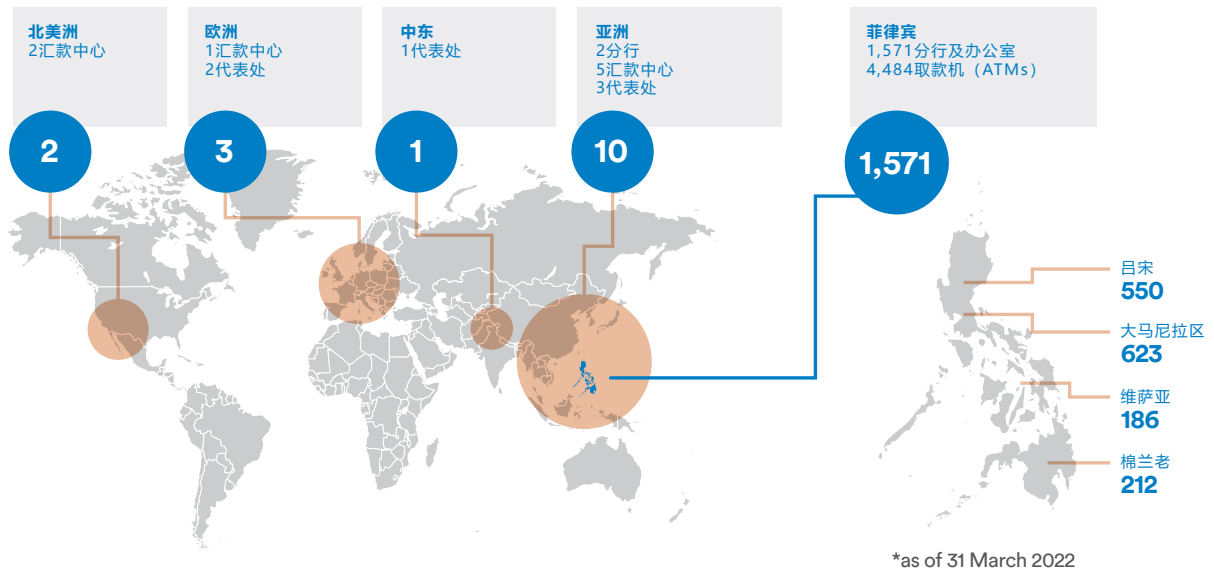 北美洲
2汇款中心
欧洲
1汇款中心
2代表处
中东
1代表处
亚洲
2分行
5汇款中心
3代表处
菲律宾
1,571分行及办公室
4,484取款机（ATMs）
2
3
1
10
1,571
吕宋
550
大马尼拉区
623
维萨亚
186
棉兰老
212
*as of 31 March 2022